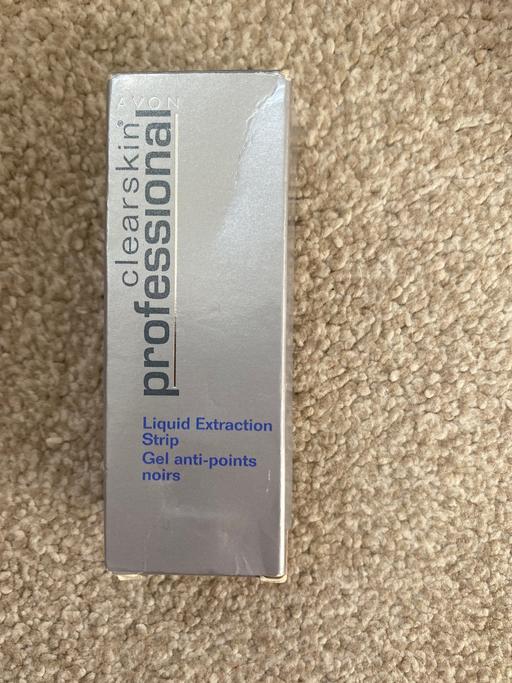 AVON
clearskin®
professional
Liquid Extraction
Strip
Gel anti-points
noirs